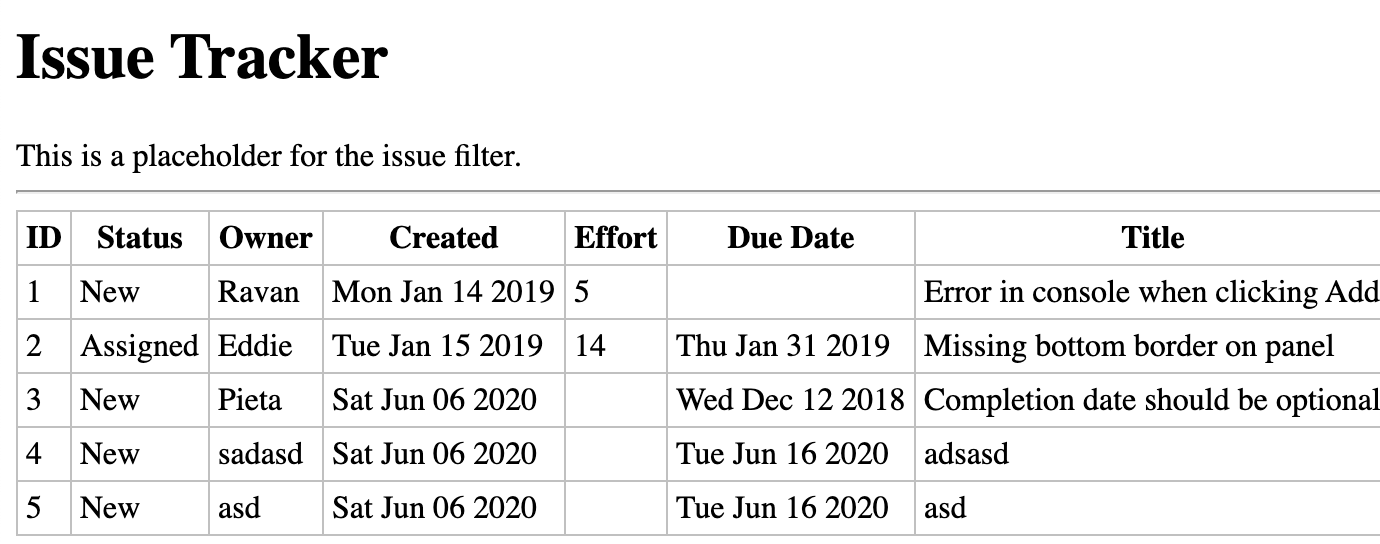 Issue Tracker
This is a placeholder for the issue filter.
ID Status Owner Created Effort Due Date Title
1 New Ravan Mon Jan 14 2019 5 Error in console when clicking Add
2 Assigned Eddie Tue Jan 15 2019 14 Thu Jan 31 2019 Missing bottom border on panel
3 New Pieta Sat Jun 06 2020 Wed Dec 12 2018 Completion date should be optional
4 New sadasd Sat Jun 06 2020 Tue Jun 16 2020 adsasd
5 New asd Sat Jun 06 2020 Tue Jun 16 2020 asd